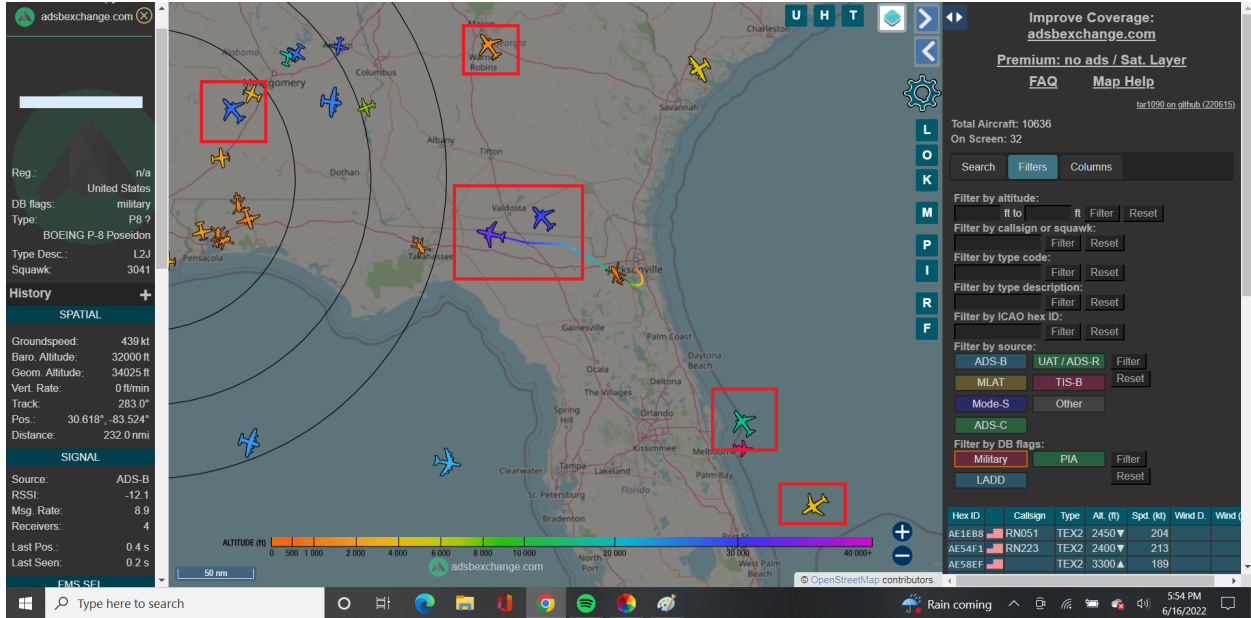 adsbexchange.com
Reg.: n/a
United States
DB flags: military
Type: P8 ?
BOEING P-8 Poseidon
Type Desc.: L2J
Squawk: 3041
History +
SPATIAL
Groundspeed: 439 kt
Baro. Altitude: 32000 ft
Geom. Altitude: 34025 ft
Vert. Rate: 0 ft/min
Track: 283.0°
Pos.: 30.618°, -83.524°
Distance: 232.0 nmi
SIGNAL
Source: ADS-B
RSSI: -12.1
Msg. Rate: 8.9
Receivers: 4
Last Pos.: 0.4 s
Last Seen: 0.2 s
FMS SEL
Macon
Georgia
Warner
Robins
Charleston
Alabama
Columbus
Savannah
Albany
Tifton
Dothan
Valdosta
Pensacola
Tallahassee
Gainesville
Palm Coast
Daytona
Beach
Ocala
Deltona
The Villages
Spring
Hill
Orlando
Kissimmee
Clearwater
Tampa
Lakeland
Palm Bay
St. Petersburg
Florida
Bradenton
North
Port
West Palm
Beach
ALTITUDE (ft) 0 500 1 000 2 000 4 000 6 000 8 000 10 000 20 000 30 000 40 000+
adsbexchange.com
50 nm
© OpenStreetMap contributors.
U H T
L
O
K
M
P
I
R
F
Improve Coverage:
adsbexchange.com
Premium: no ads / Sat. Layer
FAQ Map Help
tar1090 on github (220615)
Total Aircraft: 10636
On Screen: 32
Search Filters Columns
Filter by altitude:
ft to ft Filter Reset
Filter by callsign or squawk:
Filter Reset
Filter by type code:
Filter Reset
Filter by type description:
Filter Reset
Filter by ICAO hex ID:
Filter Reset
Filter by source:
ADS-B UAT / ADS-R Filter
MLAT TIS-B Reset
Mode-S Other
ADS-C
Filter by DB flags:
Military PIA Filter
LADD Reset
Hex ID Callsign Type Alt. (ft) Spd. (kt) Wind D. Wind (
AE1EB8 RN051 TEX2 2450▼ 204
AE54F1 RN223 TEX2 2400▼ 213
AE58EF TEX2 3300▲ 189
Type here to search
Rain coming
5:54 PM
6/16/2022